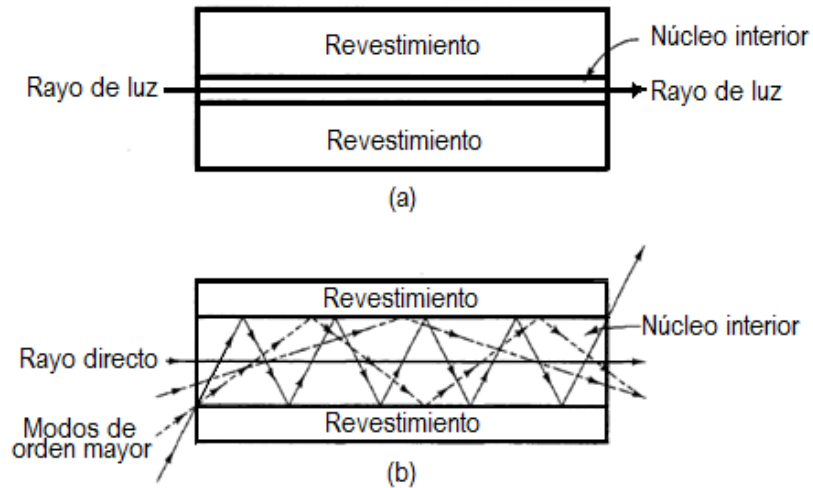 Revestimiento
Núcleo interior
Rayo de luz
Rayo de luz
Revestimiento
(a)
Revestimiento
Núcleo interior
Rayo directo
Modos de
orden mayor
Revestimiento
(b)